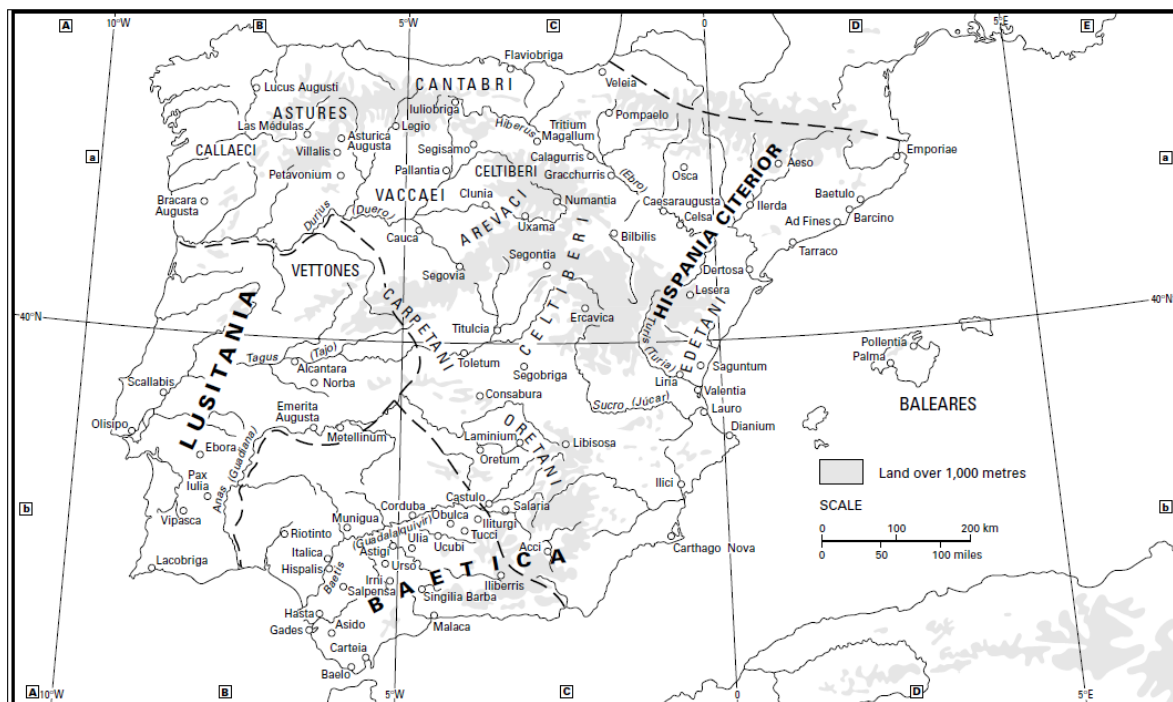 A
10°W
B
5°W
C
0
D
5°E
E
Flaviobriga
Veleia
CANTABRI
Lucus Augusti
Iuliobriga
ASTURES
Pompaelo
Las Médulas
Legio
Hiberus
Tritium
Magallum
Asturica
Augusta
CALLAECI
Villalis
Segisamo
Calagurris
Emporiae
a
a
Pallantia
CELTIBERI
Gracchurris
(Ebro)
Osca
Aeso
Petavonium
VACCAEI
Clunia
Numantia
Caesaraugusta
Ilerda
Baetulo
Bracara
Augusta
Durius
(Duero)
AREVACI
Uxama
Celsa
Ad Fines
Barcino
Cauca
Bilbilis
Tarraco
VETTONES
Segovia
Segontia
CELTIBERI
Dertosa
HISPANIA CITERIOR
Lesera
LUSITANIA
CARPETANI
Ercavica
40°N
40°N
Titulcia
Turis (Turia)
EDETANI
Pollentia
Palma
Tagus
(Tajo)
Toletum
Alcantara
Segobriga
Saguntum
Scallabis
Norba
Liria
Valentia
Consabura
Sucro (Júcar)
BALEARES
Emerita
Augusta
Lauro
Olisipo
Metellinum
ORETANI
Dianium
Laminium
Libisosa
Ebora
Oretum
Land over 1,000 metres
Pax
Iulia
Anas (Guadiana)
Ilici
SCALE
b
b
Vipasca
Castulo
Salaria
0
100
200 km
Corduba
Munigua
Obulca
Iliturgi
(Guadalquivir)
Tucci
Riotinto
Ulia
0
50
100 miles
Italica
Astigi
Ucubi
Acci
Carthago Nova
Hispalis
Urso
Lacobriga
Baetis
Irni
BAETICA
Iliberris
Salpensa
Singilia Barba
Hasta
Malaca
Gades
Asido
Carteia
Baelo
A
10°W
B
5°W
C
0
D
5°E